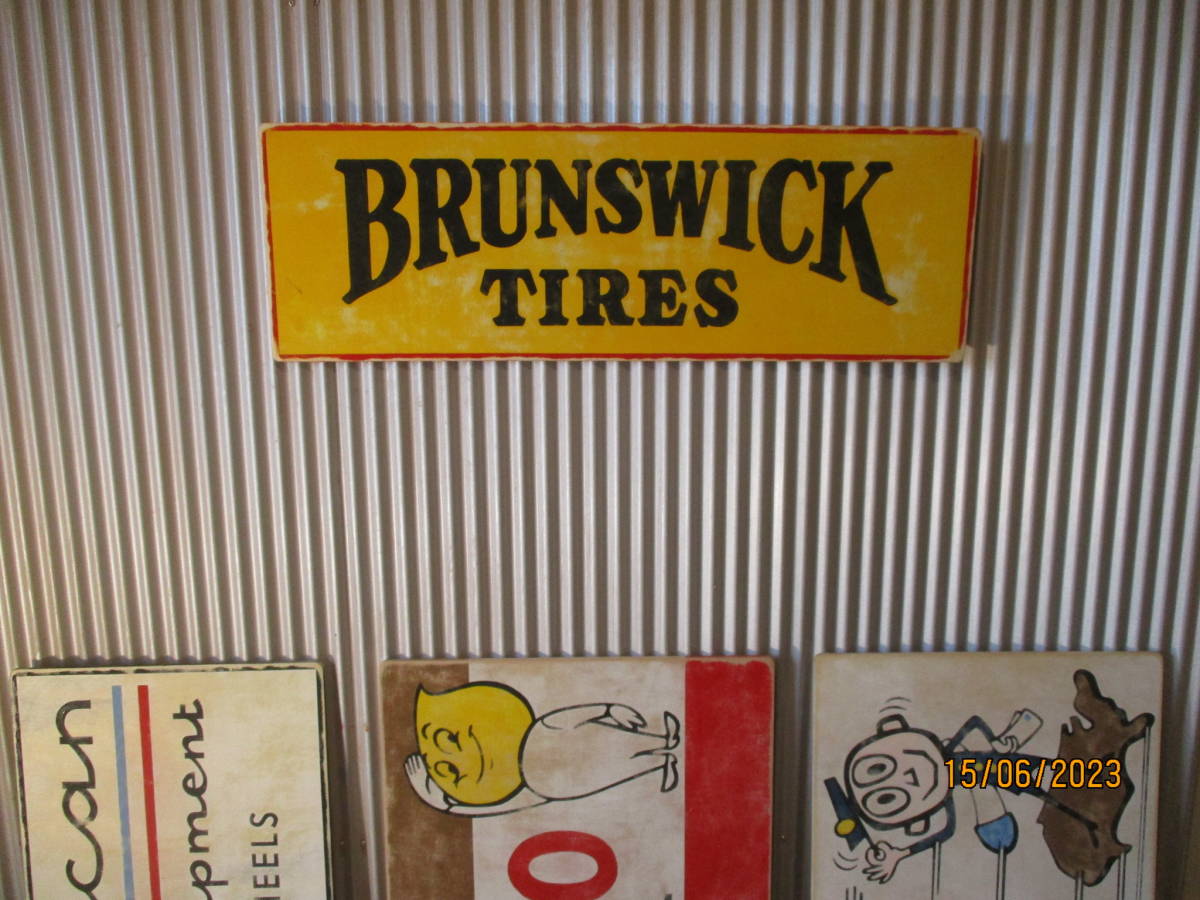 BRUNSWICK
TIRES
can
pment
HEELS
O
15/06/2023